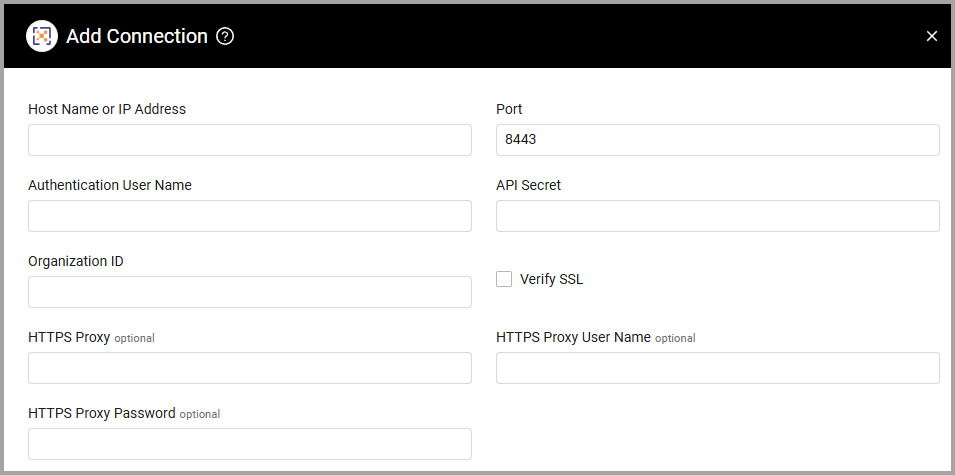 Add Connection ?
Host Name or IP Address
Port
8443
Authentication User Name
API Secret
Organization ID
Verify SSL
HTTPS Proxy optional
HTTPS Proxy User Name optional
HTTPS Proxy Password optional